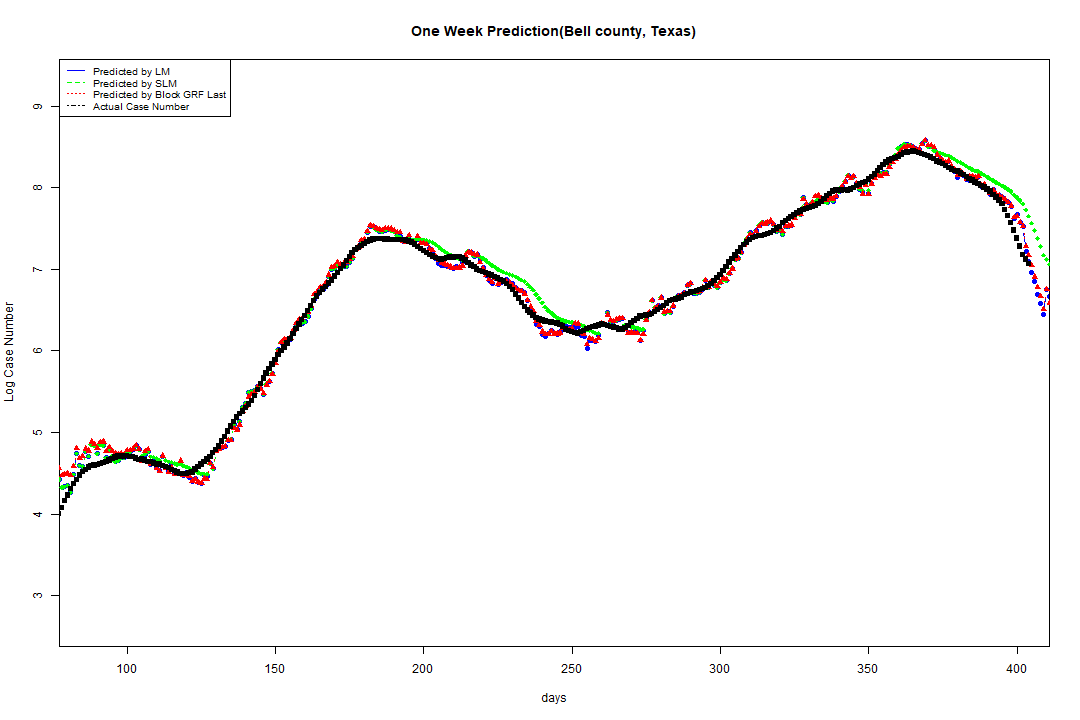 One Week Prediction(Bell county, Texas)
Predicted by LM
Predicted by SLM
Predicted by Block GRF Last
Actual Case Number
9
8
7
6
5
4
3
Log Case Number
100 150 200 250 300 350 400
days